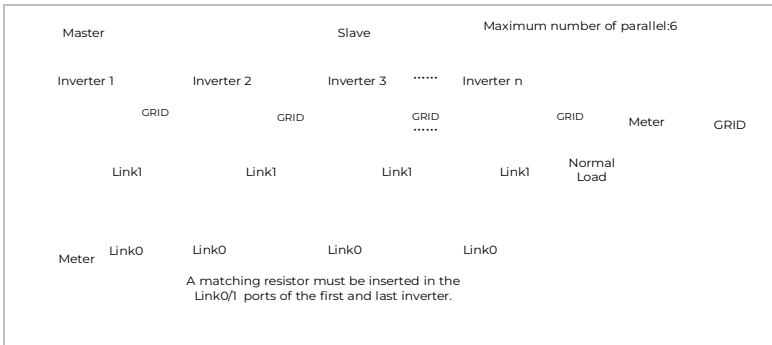 Master
Slave
Maximum number of parallel:6
Inverter 1
Inverter 2
Inverter 3
......
Inverter n
GRID
GRID
GRID
......
GRID
Meter
GRID
Link1
Link1
Link1
Link1
Normal
Load
Meter
Link0
Link0
Link0
Link0
A matching resistor must be inserted in the
Link0/1 ports of the first and last inverter.